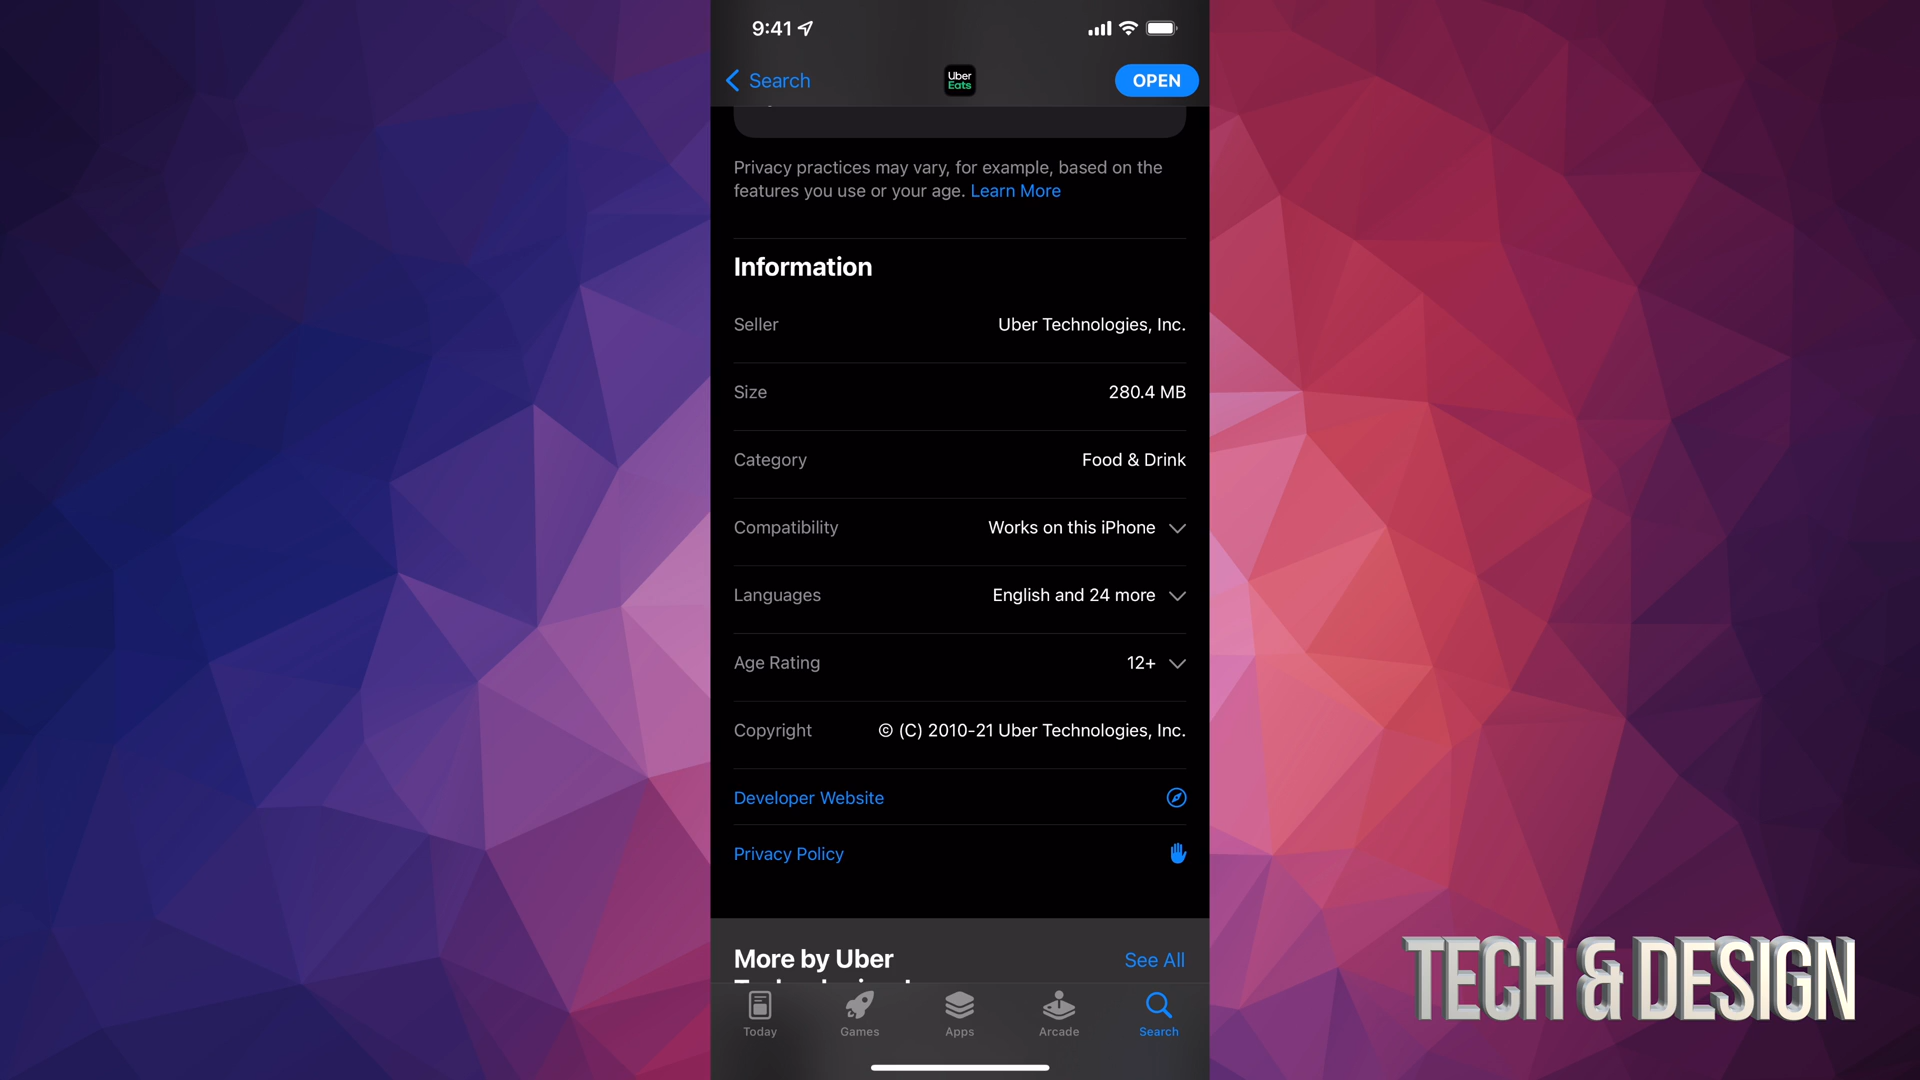 9:41
Search
Uber
Eats
OPEN
Privacy practices may vary, for example, based on the
features you use or your age. Learn More
Information
Seller
Uber Technologies, Inc.
Size
280.4 MB
Category
Food & Drink
Compatibility
Works on this iPhone
Languages
English and 24 more
Age Rating
12+
Copyright
© (C) 2010-21 Uber Technologies, Inc.
Developer Website
Privacy Policy
More by Uber
See All
Today
Games
Apps
Arcade
Search
TECH & DESIGN